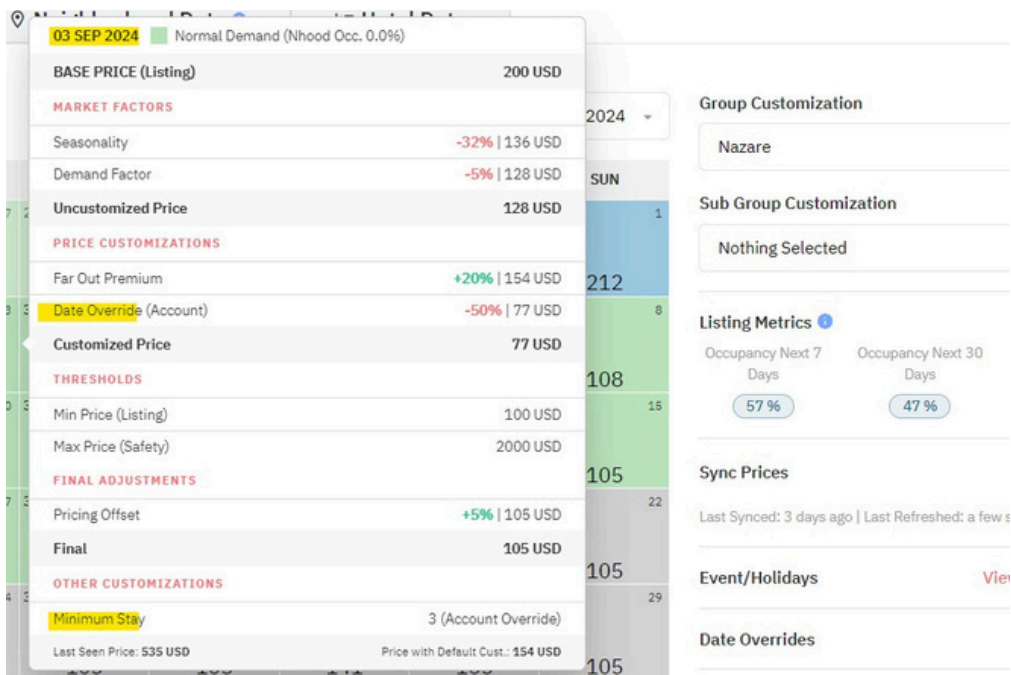 03 SEP 2024 Normal Demand (Nhood Occ. 0.0%)
BASE PRICE (Listing) 200 USD
MARKET FACTORS
Seasonality -32% | 136 USD
Demand Factor -5% | 128 USD
Uncustomized Price 128 USD
PRICE CUSTOMIZATIONS
Far Out Premium +20% | 154 USD
Date Override (Account) -50% | 77 USD
Customized Price 77 USD
THRESHOLDS
Min Price (Listing) 100 USD
Max Price (Safety) 2000 USD
FINAL ADJUSTMENTS
Pricing Offset +5% | 105 USD
Final 105 USD
OTHER CUSTOMIZATIONS
Minimum Stay 3 (Account Override)
Last Seen Price: 535 USD Price with Default Cust.: 154 USD
2024
SUN
1
212
8
108
15
105
22
105
29
105
Group Customization
Nazare
Sub Group Customization
Nothing Selected
Listing Metrics
Occupancy Next 7 Days
Occupancy Next 30 Days
57 %
47 %
Sync Prices
Last Synced: 3 days ago | Last Refreshed: a few s
Event/Holidays
Date Overrides